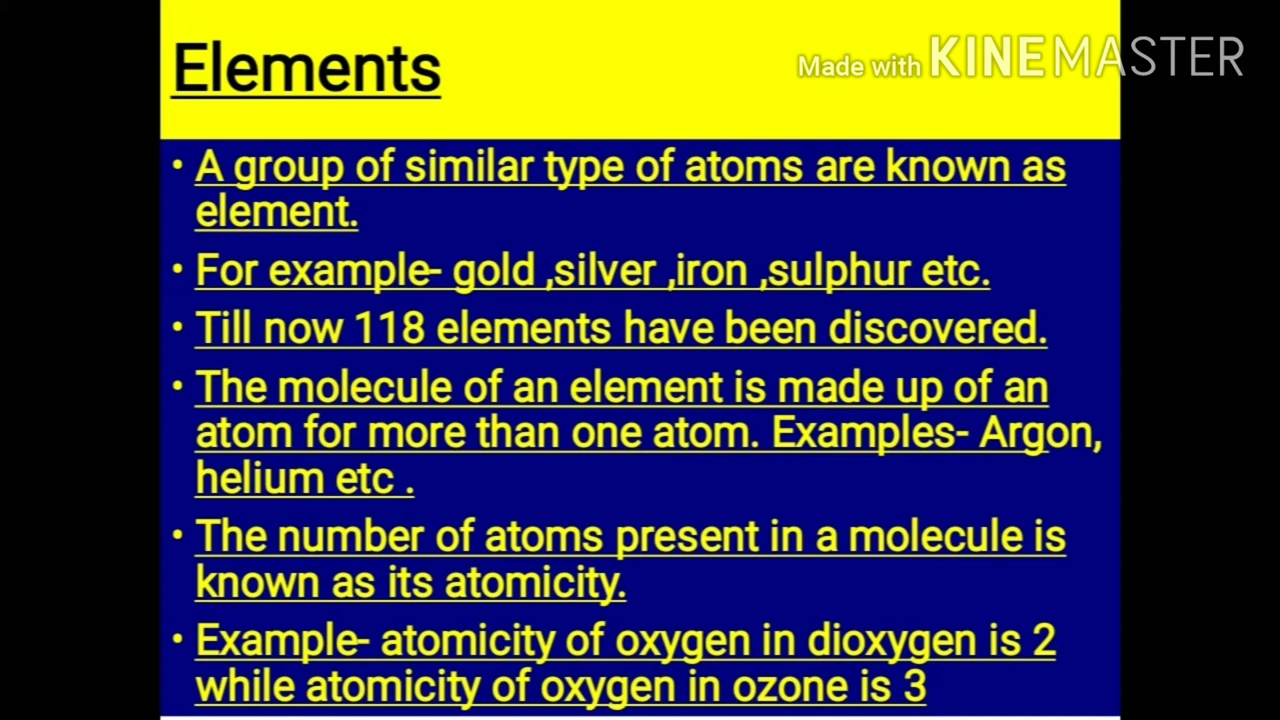 Elements
Made with KINEMASTER
• A group of similar type of atoms are known as
element.
• For example- gold ,silver ,iron ,sulphur etc.
• Till now 118 elements have been discovered.
• The molecule of an element is made up of an
atom for more than one atom. Examples- Argon,
helium etc .
• The number of atoms present in a molecule is
known as its atomicity.
• Example- atomicity of oxygen in dioxygen is 2
while atomicity of oxygen in ozone is 3